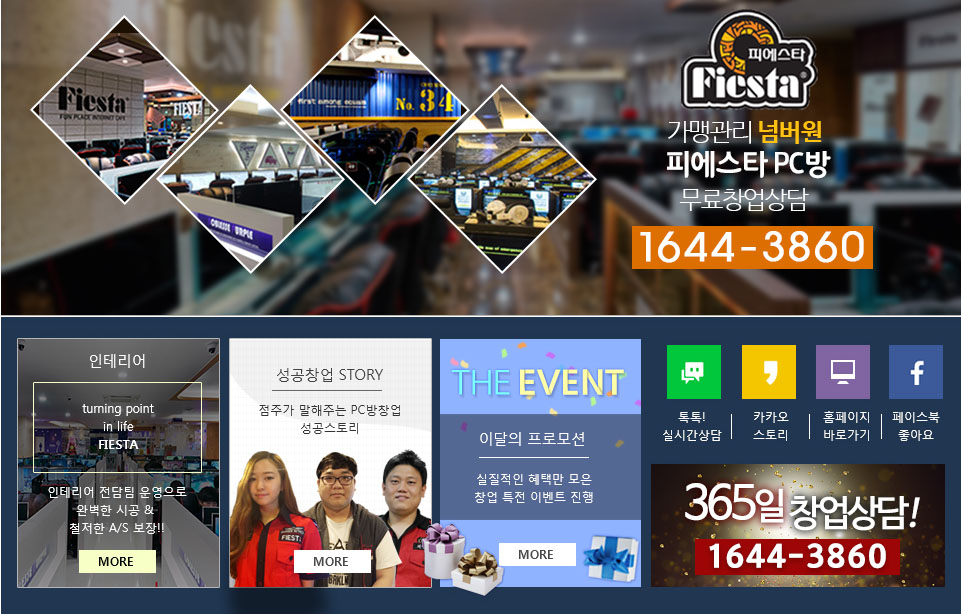 Fiesta
FUN PLACE INTERNET CAFE
FIESTA
first among equals
No. 34
피에스타
Fiesta®
가맹관리 넘버원
피에스타 PC방
무료창업상담
1644-3860
인테리어
turning point
in life
FIESTA
인테리어 전담팀 운영으로
완벽한 시공 &
철저한 A/S 보장!!
MORE
성공창업 STORY
점주가 말해주는 PC방창업
성공스토리
FIESTA
MORE
THE EVENT
이달의 프로모션
실질적인 혜택만 모은
창업 특전 이벤트 진행
MORE
톡톡!
실시간상담
카카오
스토리
홈페이지
바로가기
페이스북
좋아요
365일 창업상담!
1644-3860